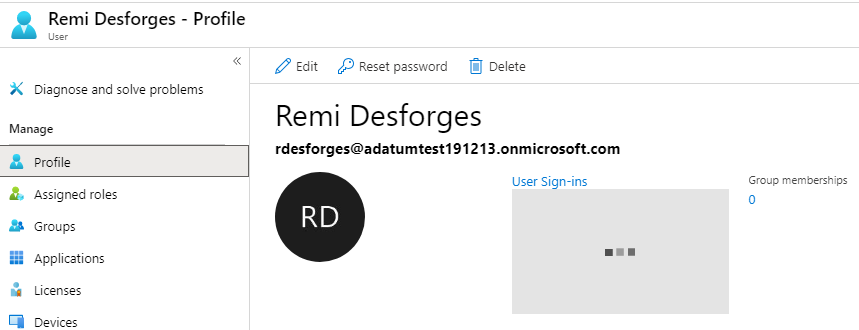 Remi Desforges - Profile
User
«
Diagnose and solve problems
Manage
Profile
Assigned roles
Groups
Applications
Licenses
Devices
Edit Reset password Delete
Remi Desforges
rdesforges@adatumtest191213.onmicrosoft.com
RD
User Sign-ins
Group memberships
0